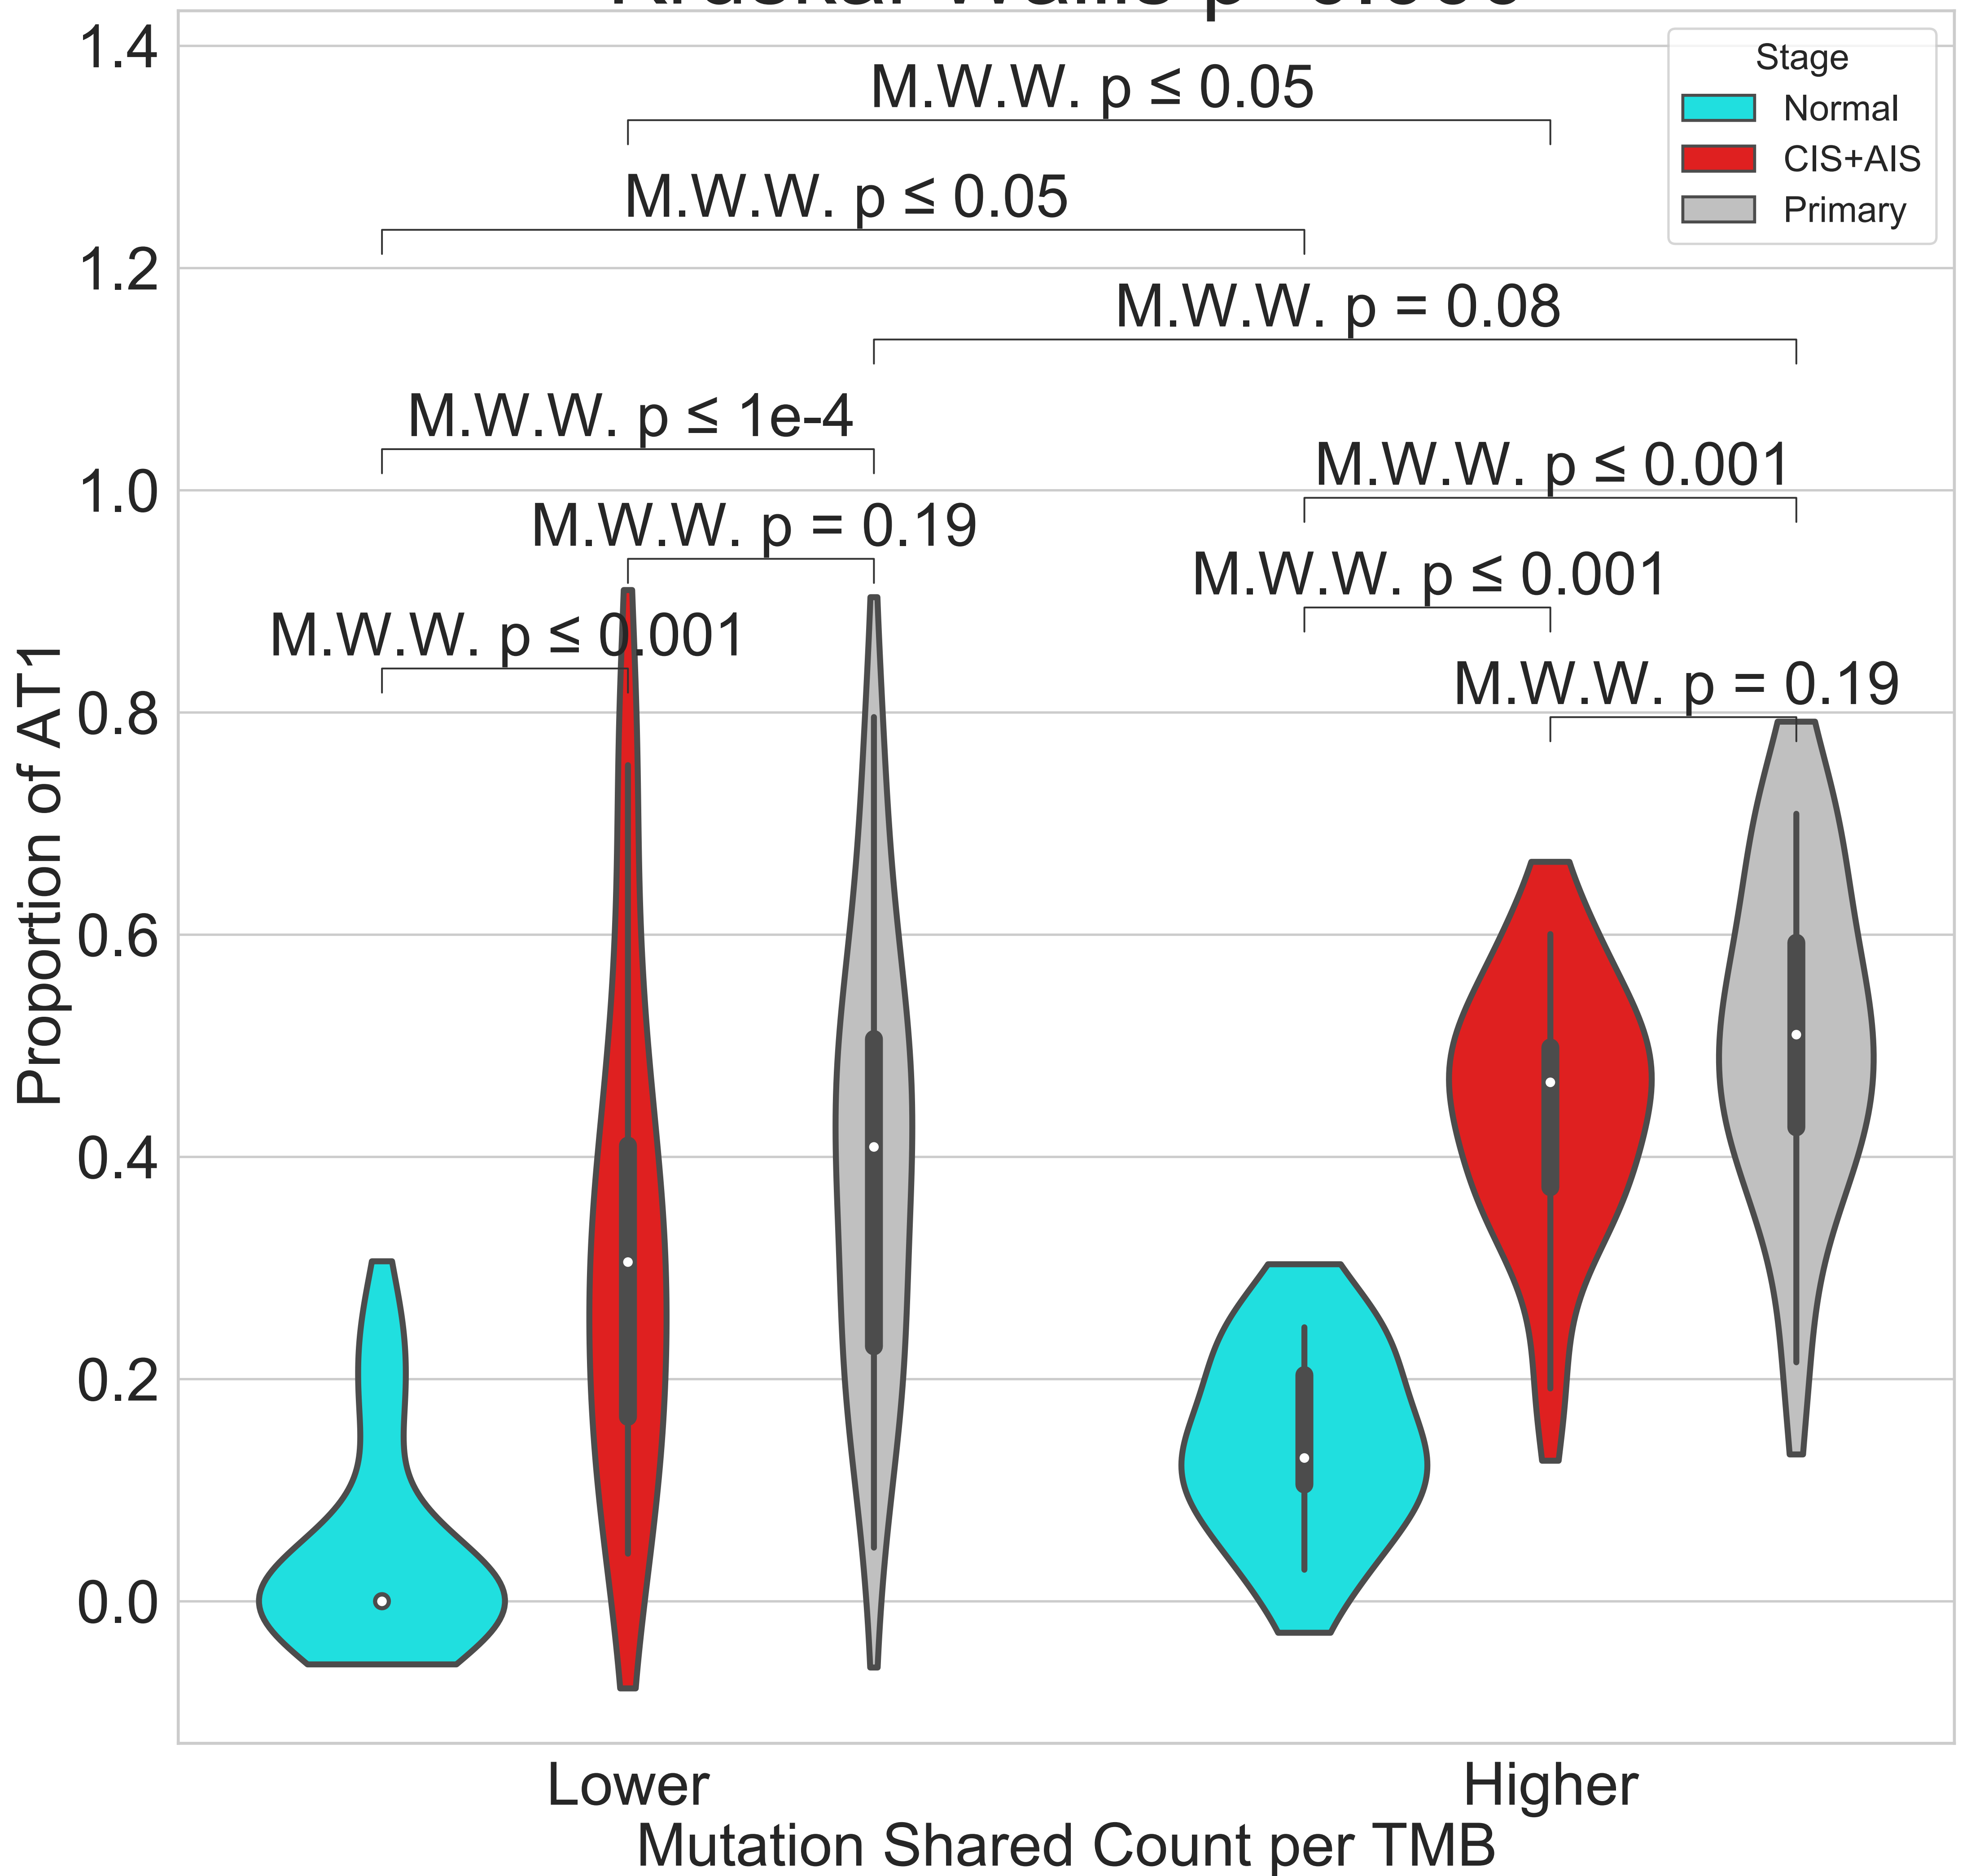 1.4
1.2
1.0
0.8
0.6
0.4
0.2
0.0
Proportion of AT1
M.W.W. p ≤ 0.05
M.W.W. p ≤ 0.05
M.W.W. p = 0.08
M.W.W. p ≤ 1e-4
M.W.W. p ≤ 0.001
M.W.W. p = 0.19
M.W.W. p ≤ 0.001
M.W.W. p ≤ 0.001
M.W.W. p = 0.19
Stage
Normal
CIS+AIS
Primary
Lower
Higher
Mutation Shared Count per TMB